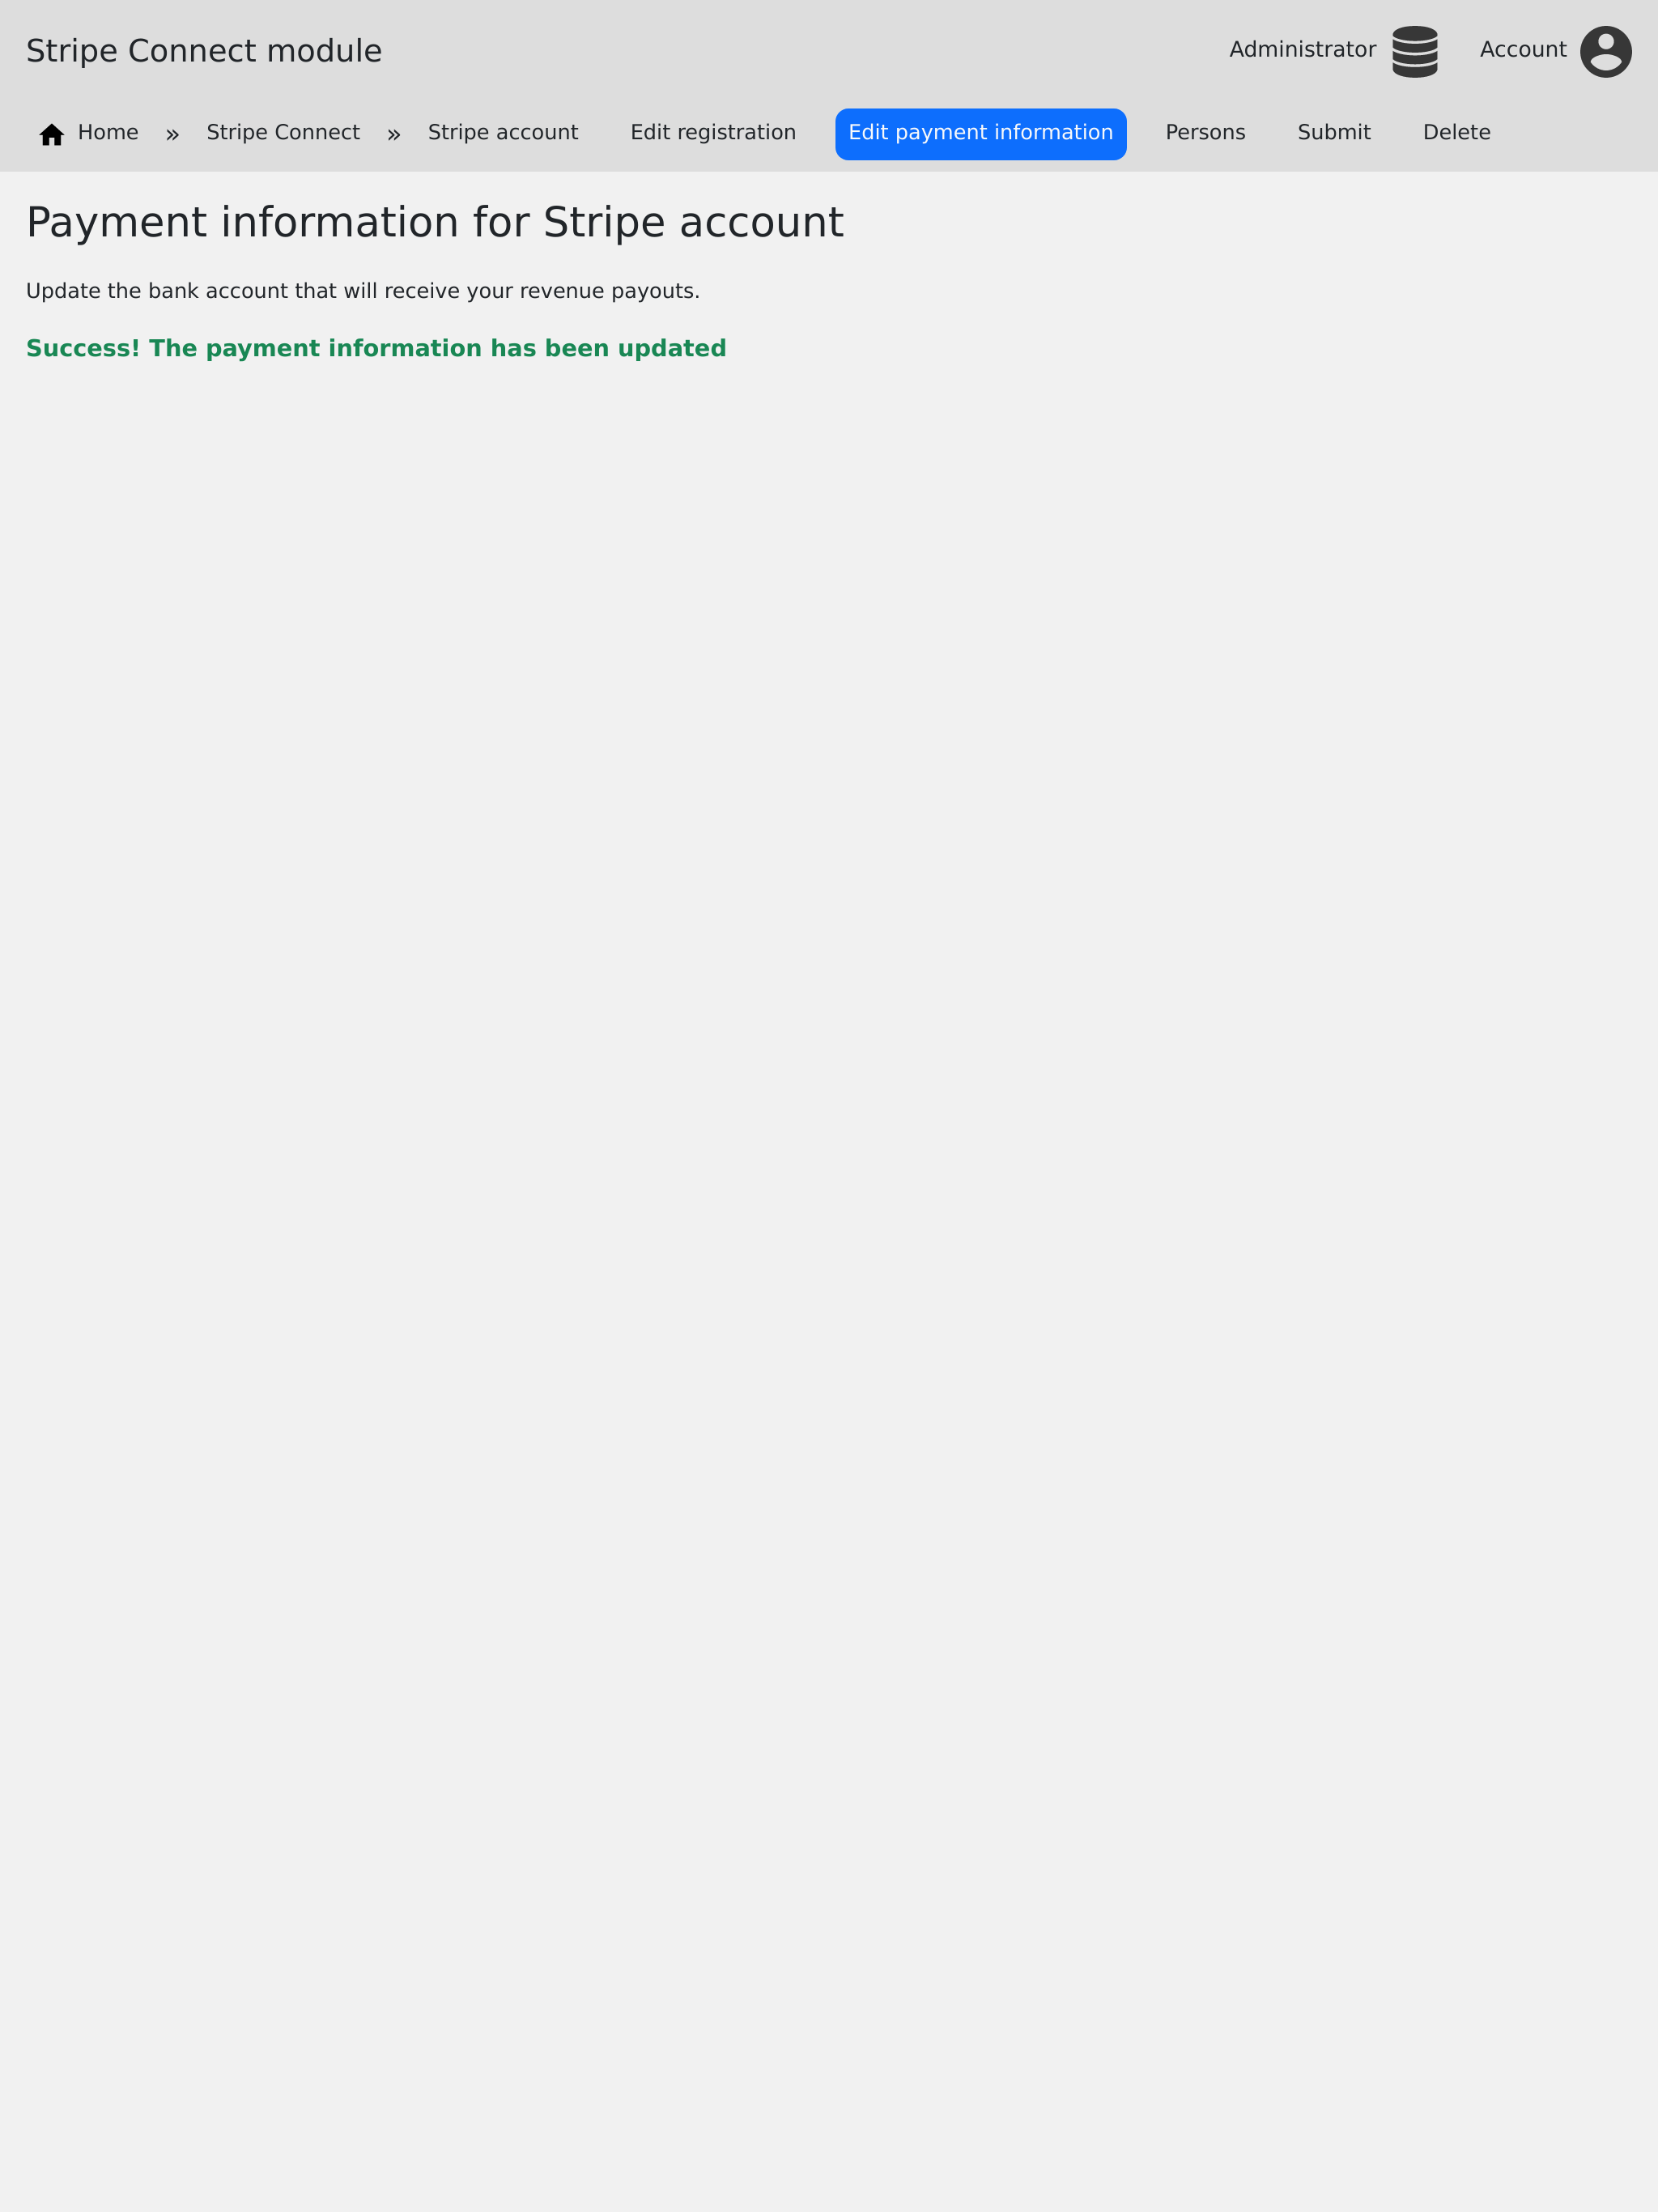 Stripe Connect module
Administrator
Account
Home » Stripe Connect » Stripe account Edit registration Edit payment information Persons Submit Delete
Payment information for Stripe account
Update the bank account that will receive your revenue payouts.
Success! The payment information has been updated